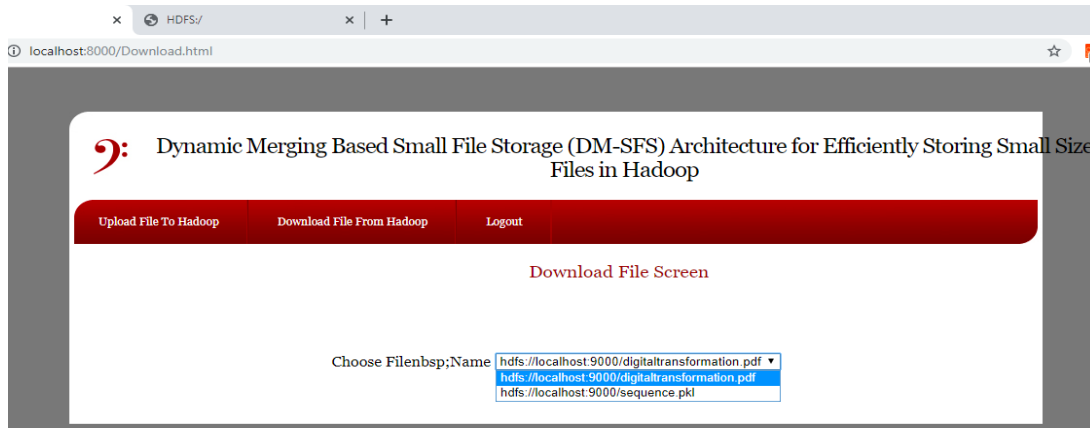 HDFS:/
localhost:8000/Download.html
Dynamic Merging Based Small File Storage (DM-SFS) Architecture for Efficiently Storing Small Size
Files in Hadoop
Upload File To Hadoop Download File From Hadoop Logout
Download File Screen
Choose Filenbsp;Name hdfs://localhost:9000/digitaltransformation.pdf
hdfs://localhost:9000/digitaltransformation.pdf
hdfs://localhost:9000/sequence.pkl